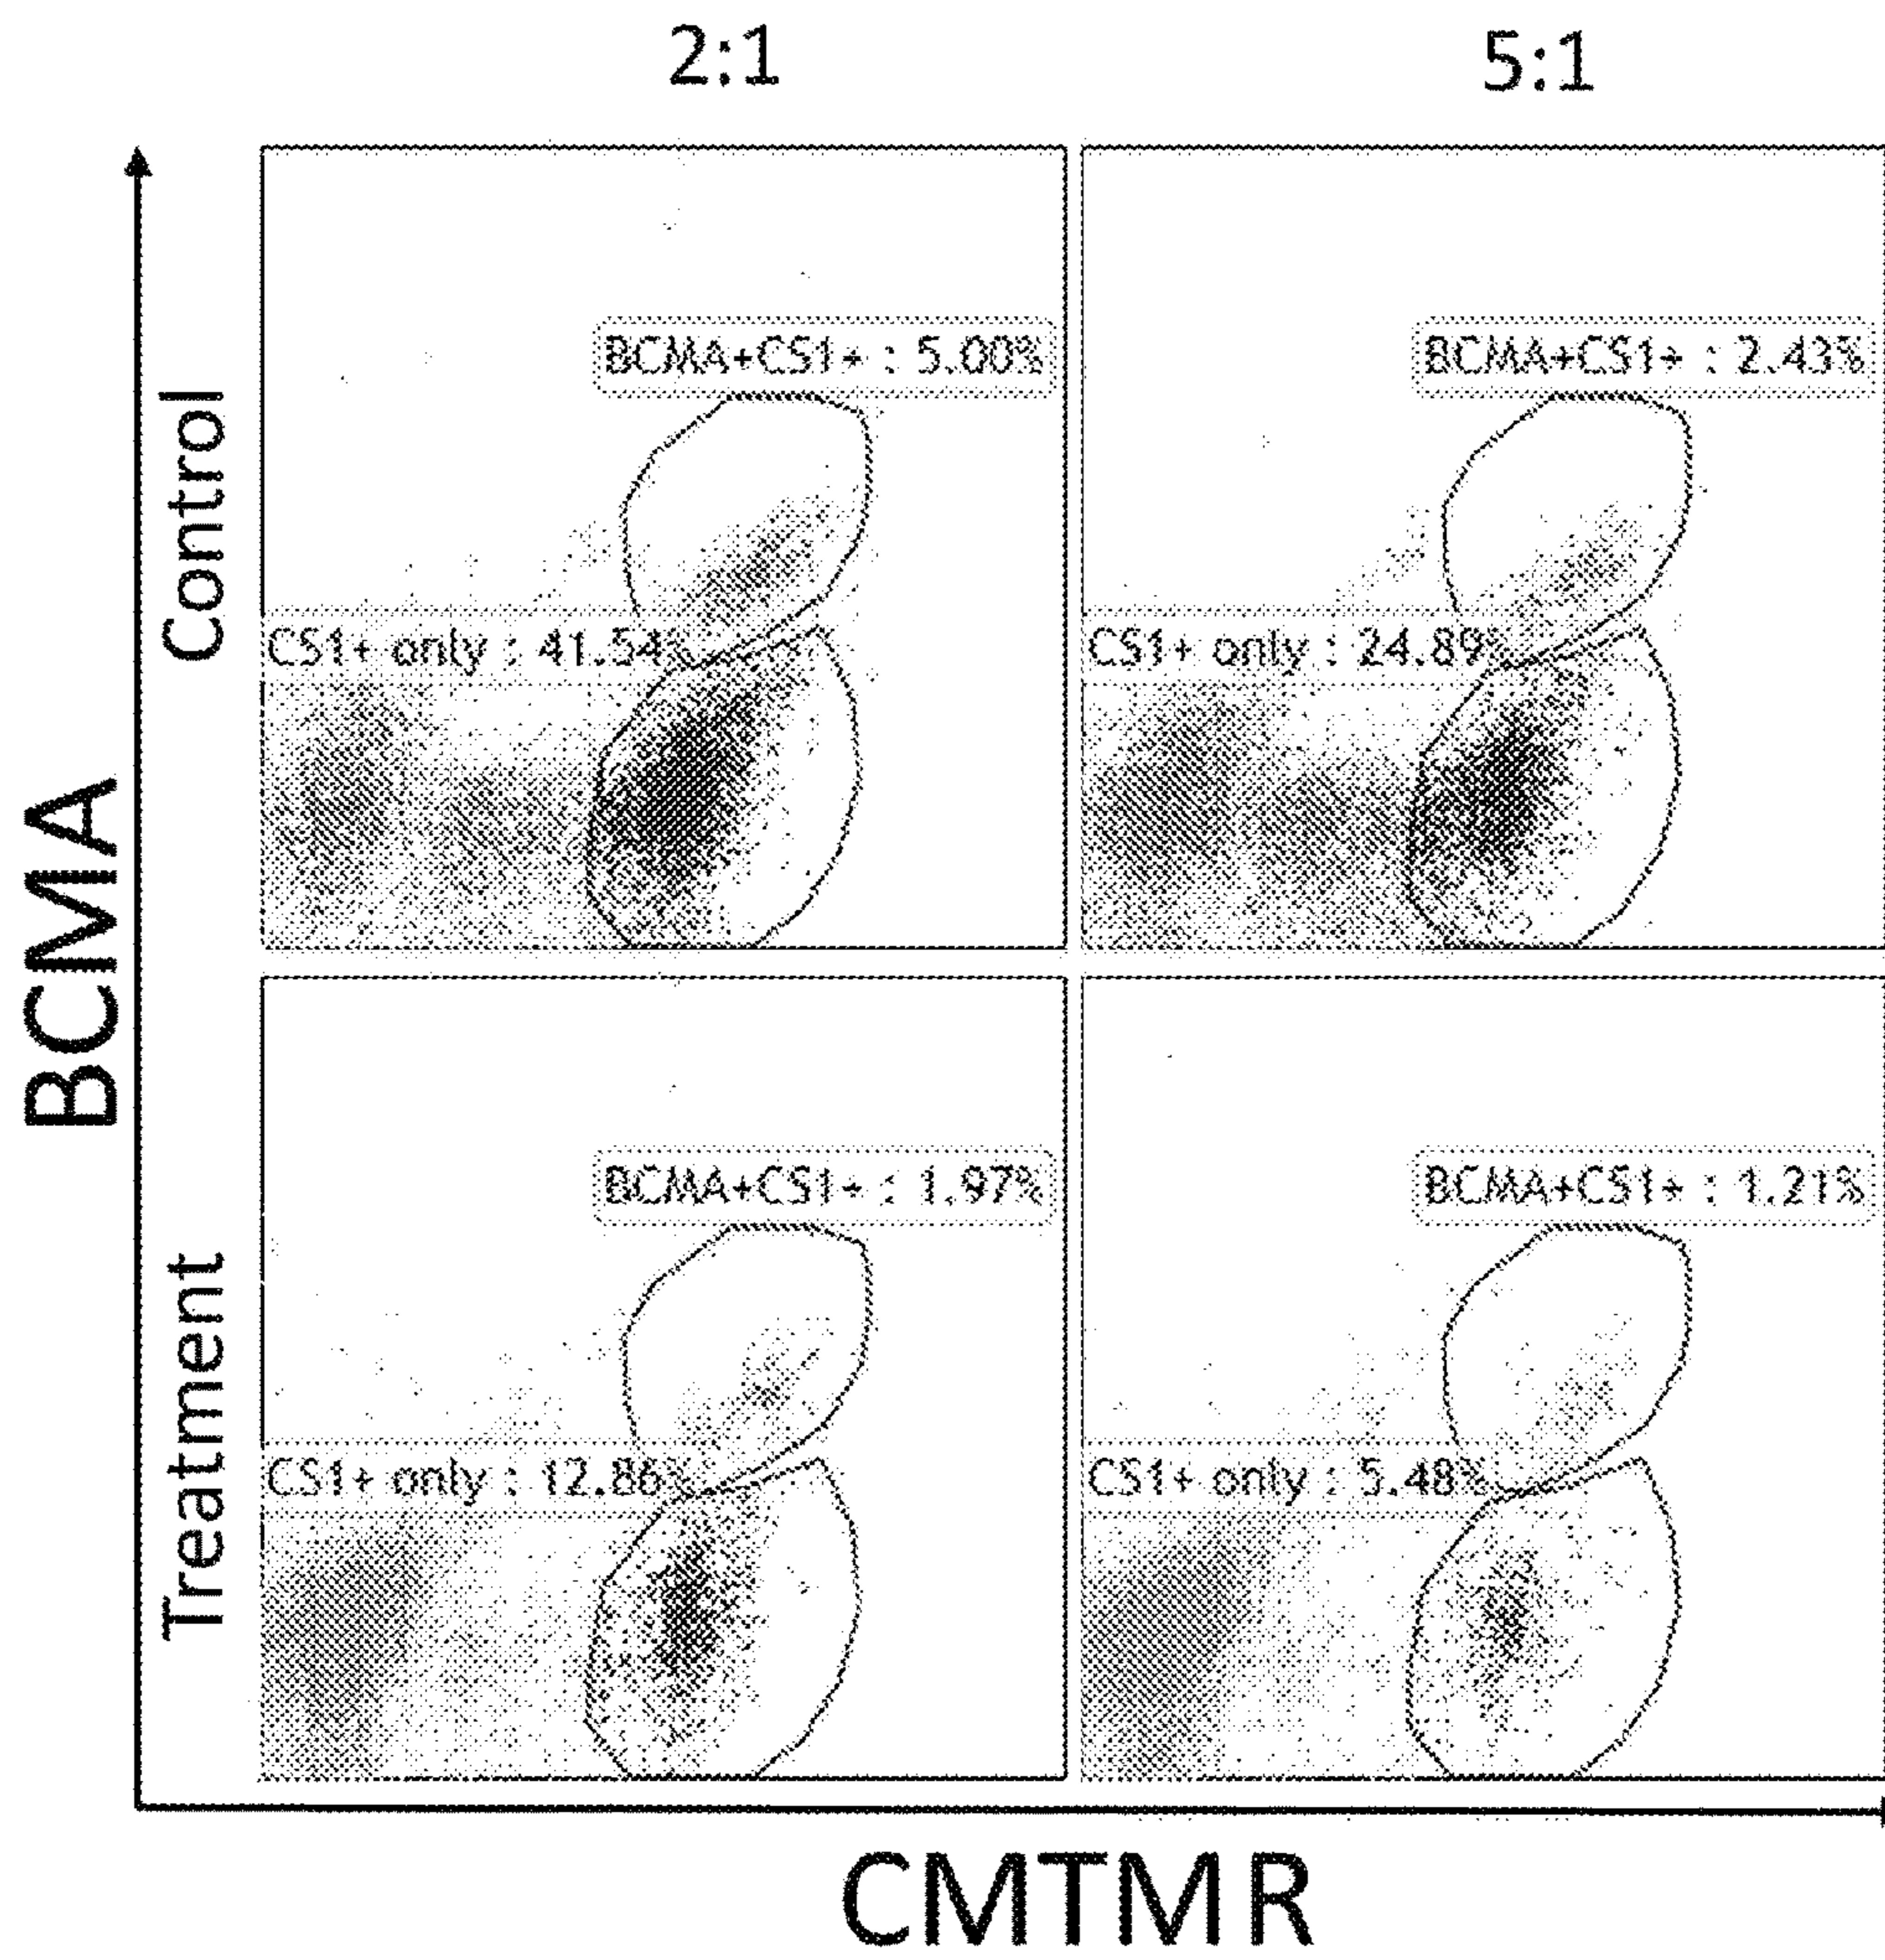 2:1
5:1
BCMA
Control
BCMA+CS1+ : 5.00%
BCMA+CS1+ : 2.43%
CS1+ only : 41.54%
CS1+ only : 24.89%
Treatment
BCMA+CS1+ : 1.97%
BCMA+CS1+ : 1.21%
CS1+ only : 12.86%
CS1+ only : 5.48%
CMTMR